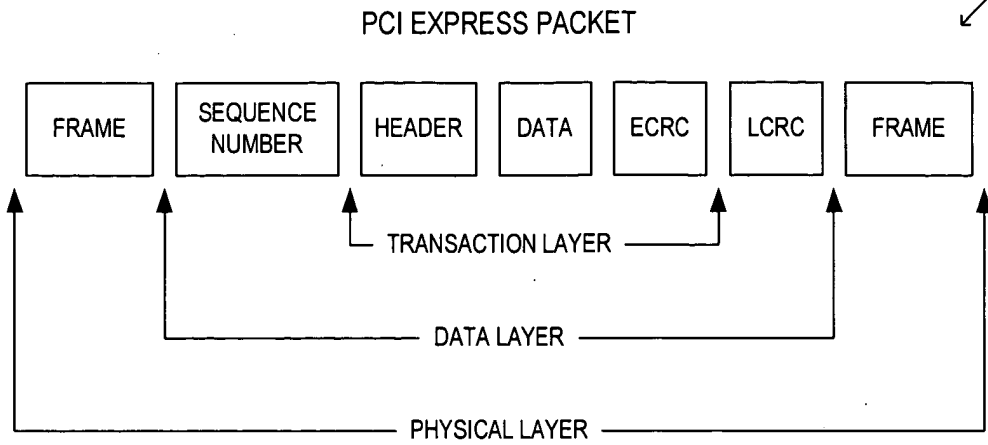 PCI EXPRESS PACKET
FRAME
SEQUENCE
NUMBER
HEADER
DATA
ECRC
LCRC
FRAME
TRANSACTION LAYER
DATA LAYER
PHYSICAL LAYER